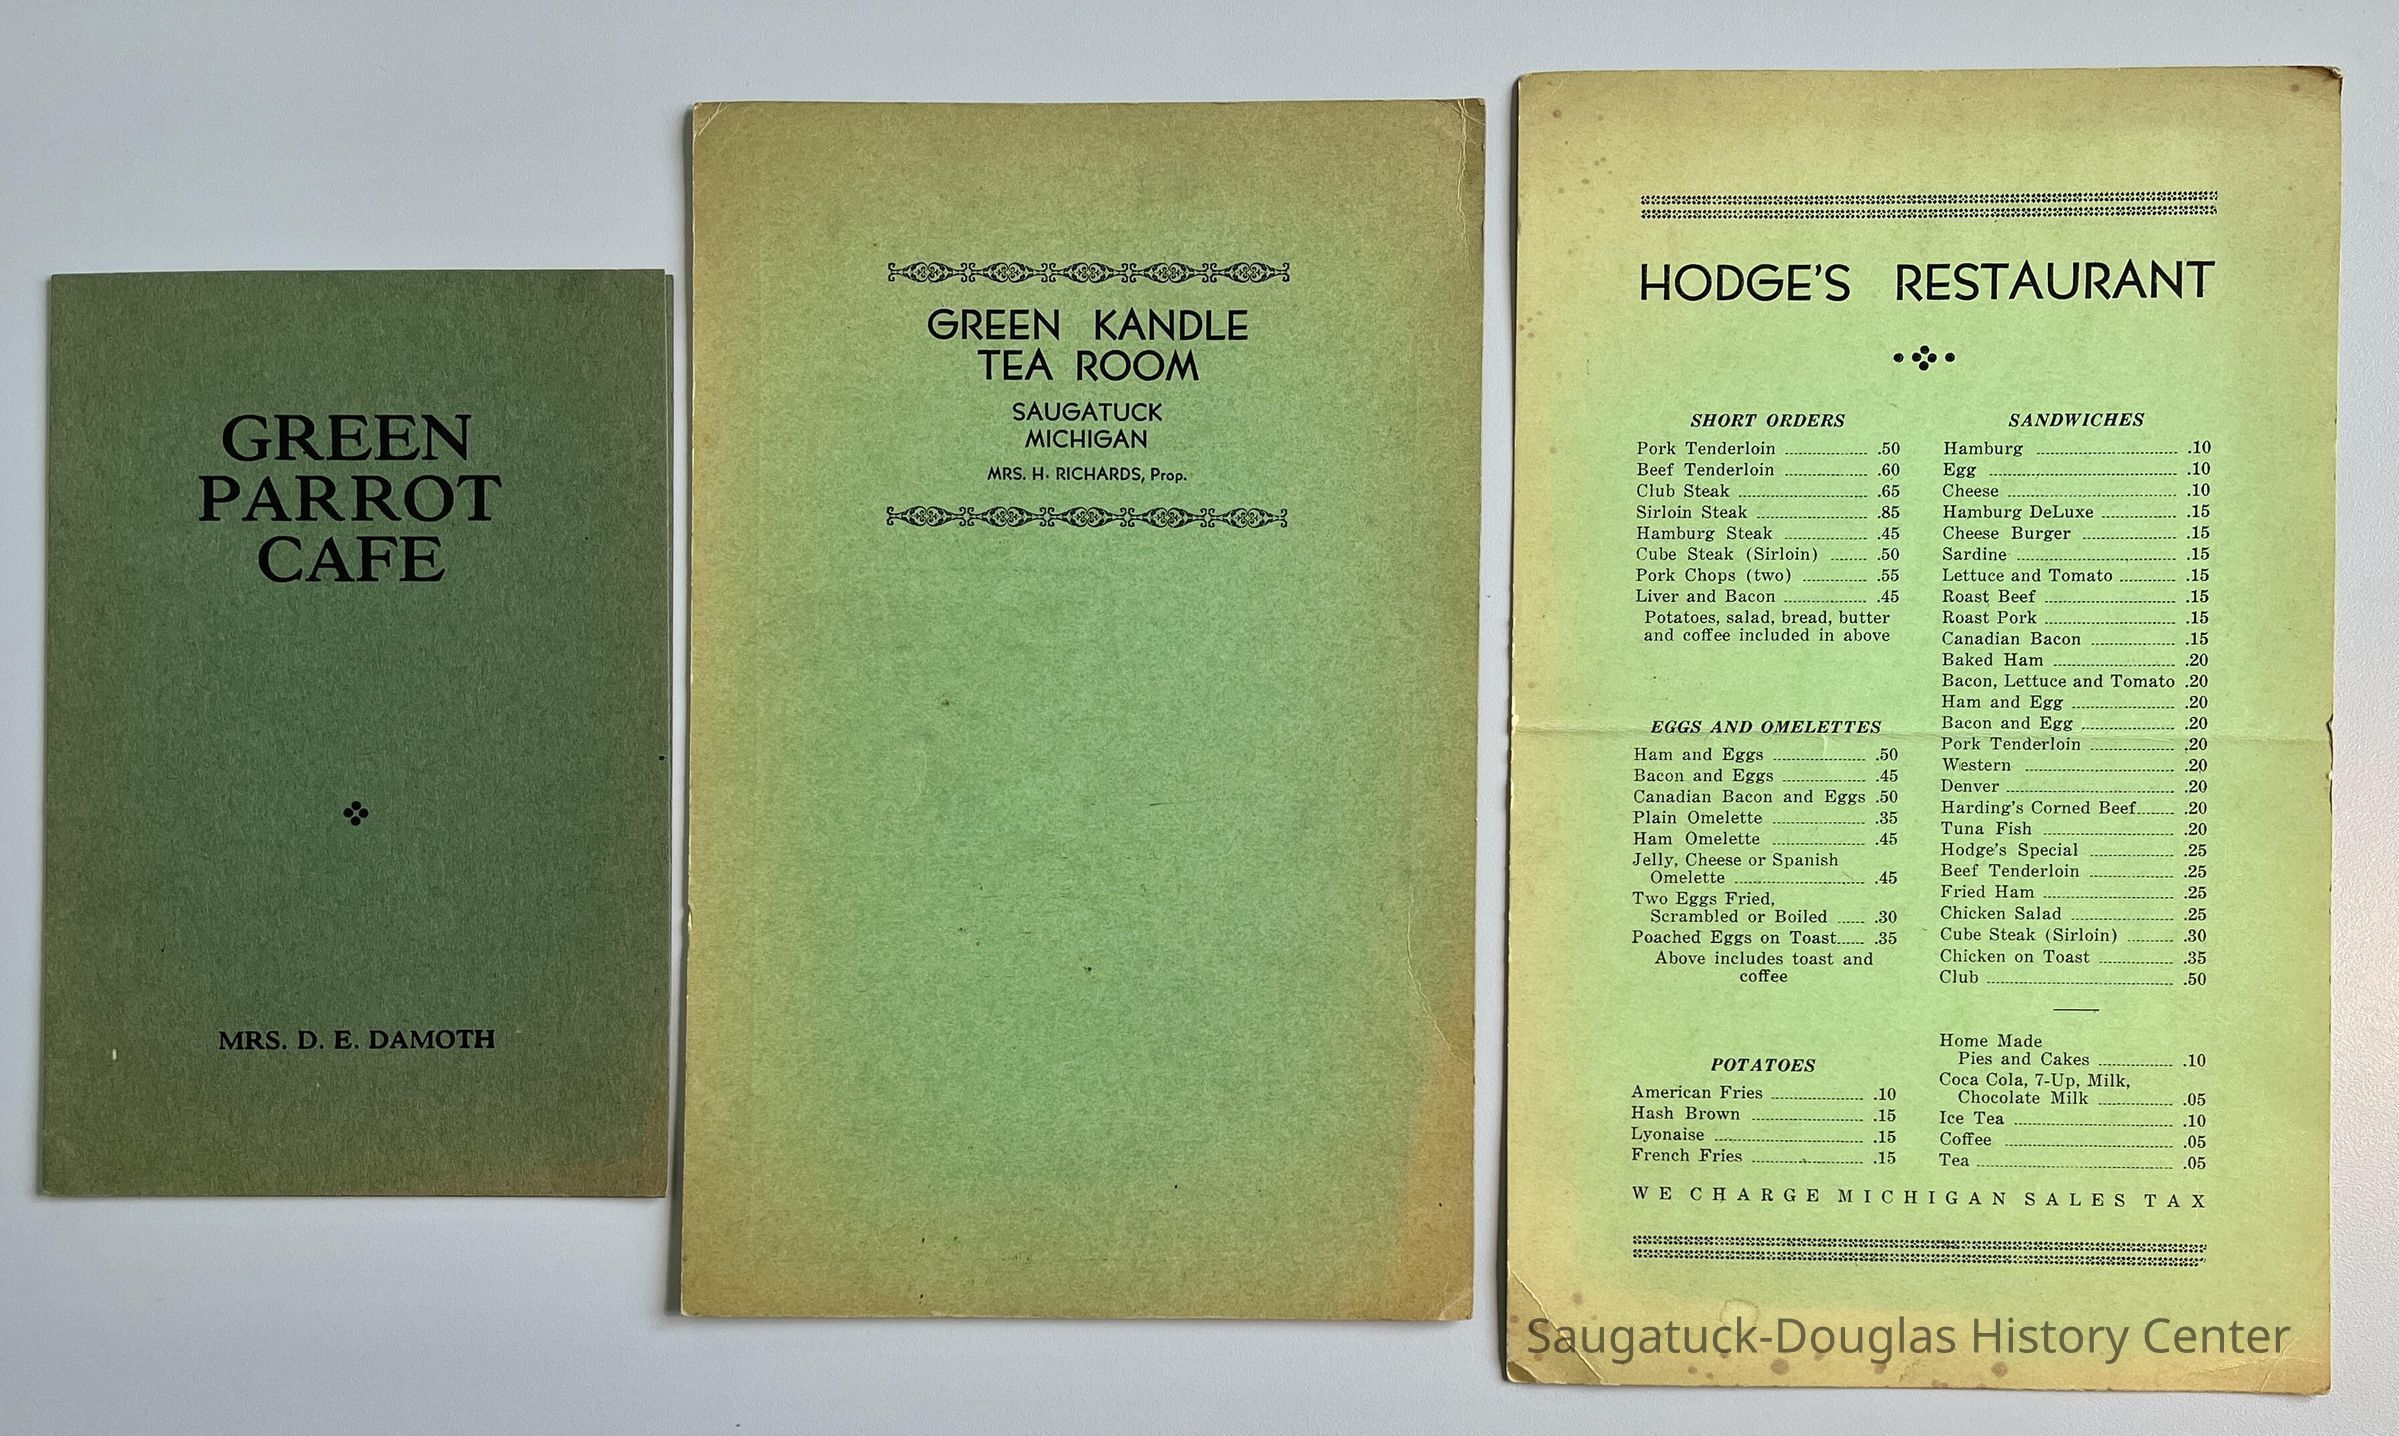 GREEN
PARROT
CAFE
MRS. D. E. DAMOTH
GREEN KANDLE
TEA ROOM
SAUGATUCK
MICHIGAN
MRS. H. RICHARDS, Prop.
HODGE'S RESTAURANT
SHORT ORDERS
Pork Tenderloin .50
Beef Tenderloin .60
Club Steak .65
Sirloin Steak .85
Hamburg Steak .45
Cube Steak (Sirloin) .50
Pork Chops (two) .55
Liver and Bacon .45
Potatoes, salad, bread, butter
and coffee included in above
EGGS AND OMELETTES
Ham and Eggs .50
Bacon and Eggs .45
Canadian Bacon and Eggs .50
Plain Omelette .35
Ham Omelette .45
Jelly, Cheese or Spanish
Omelette .45
Two Eggs Fried,
Scrambled or Boiled .30
Poached Eggs on Toast .35
Above includes toast and
coffee
POTATOES
American Fries .10
Hash Brown .15
Lyonaise .15
French Fries .15
SANDWICHES
Hamburg .10
Egg .10
Cheese .10
Hamburg DeLuxe .15
Cheese Burger .15
Sardine .15
Lettuce and Tomato .15
Roast Beef .15
Roast Pork .15
Canadian Bacon .15
Baked Ham .20
Bacon, Lettuce and Tomato .20
Ham and Egg .20
Bacon and Egg .20
Pork Tenderloin .20
Western .20
Denver .20
Harding's Corned Beef .20
Tuna Fish .20
Hodge's Special .25
Beef Tenderloin .25
Fried Ham .25
Chicken Salad .25
Cube Steak (Sirloin) .30
Chicken on Toast .35
Club .50
Home Made
Pies and Cakes .10
Coca Cola, 7-Up, Milk,
Chocolate Milk .05
Ice Tea .10
Coffee .05
Tea .05
WE CHARGE MICHIGAN SALES TAX
Saugatuck-Douglas History Center